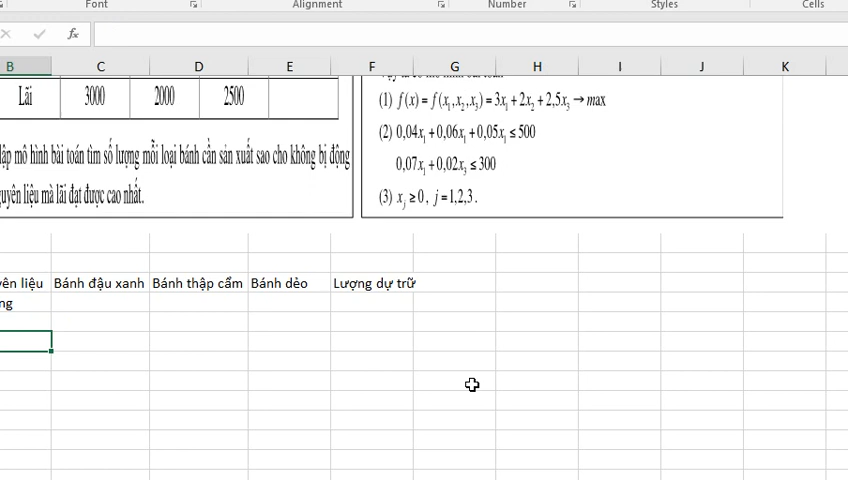 Font Alignment Number Styles Cells
fx
B C D E F G H I J K
Lãi 3000 2000 2500
(1) f(x) = f(x₁, x₂, x₃) = 3x₁ + 2x₂ + 2,5x₃ → max
(2) 0,04x₁ + 0,06x₁ + 0,05x₁ ≤ 500
0,07x₁ + 0,02x₃ ≤ 300
(3) xⱼ ≥ 0, j = 1,2,3.
lập mô hình bài toán tìm số lượng mỗi loại bánh cần sản xuất sao cho không bị động
guyên liệu mà lãi đạt được cao nhất.
yên liệu Bánh đậu xanh Bánh thập cẩm Bánh dẻo Lượng dự trữ
ng